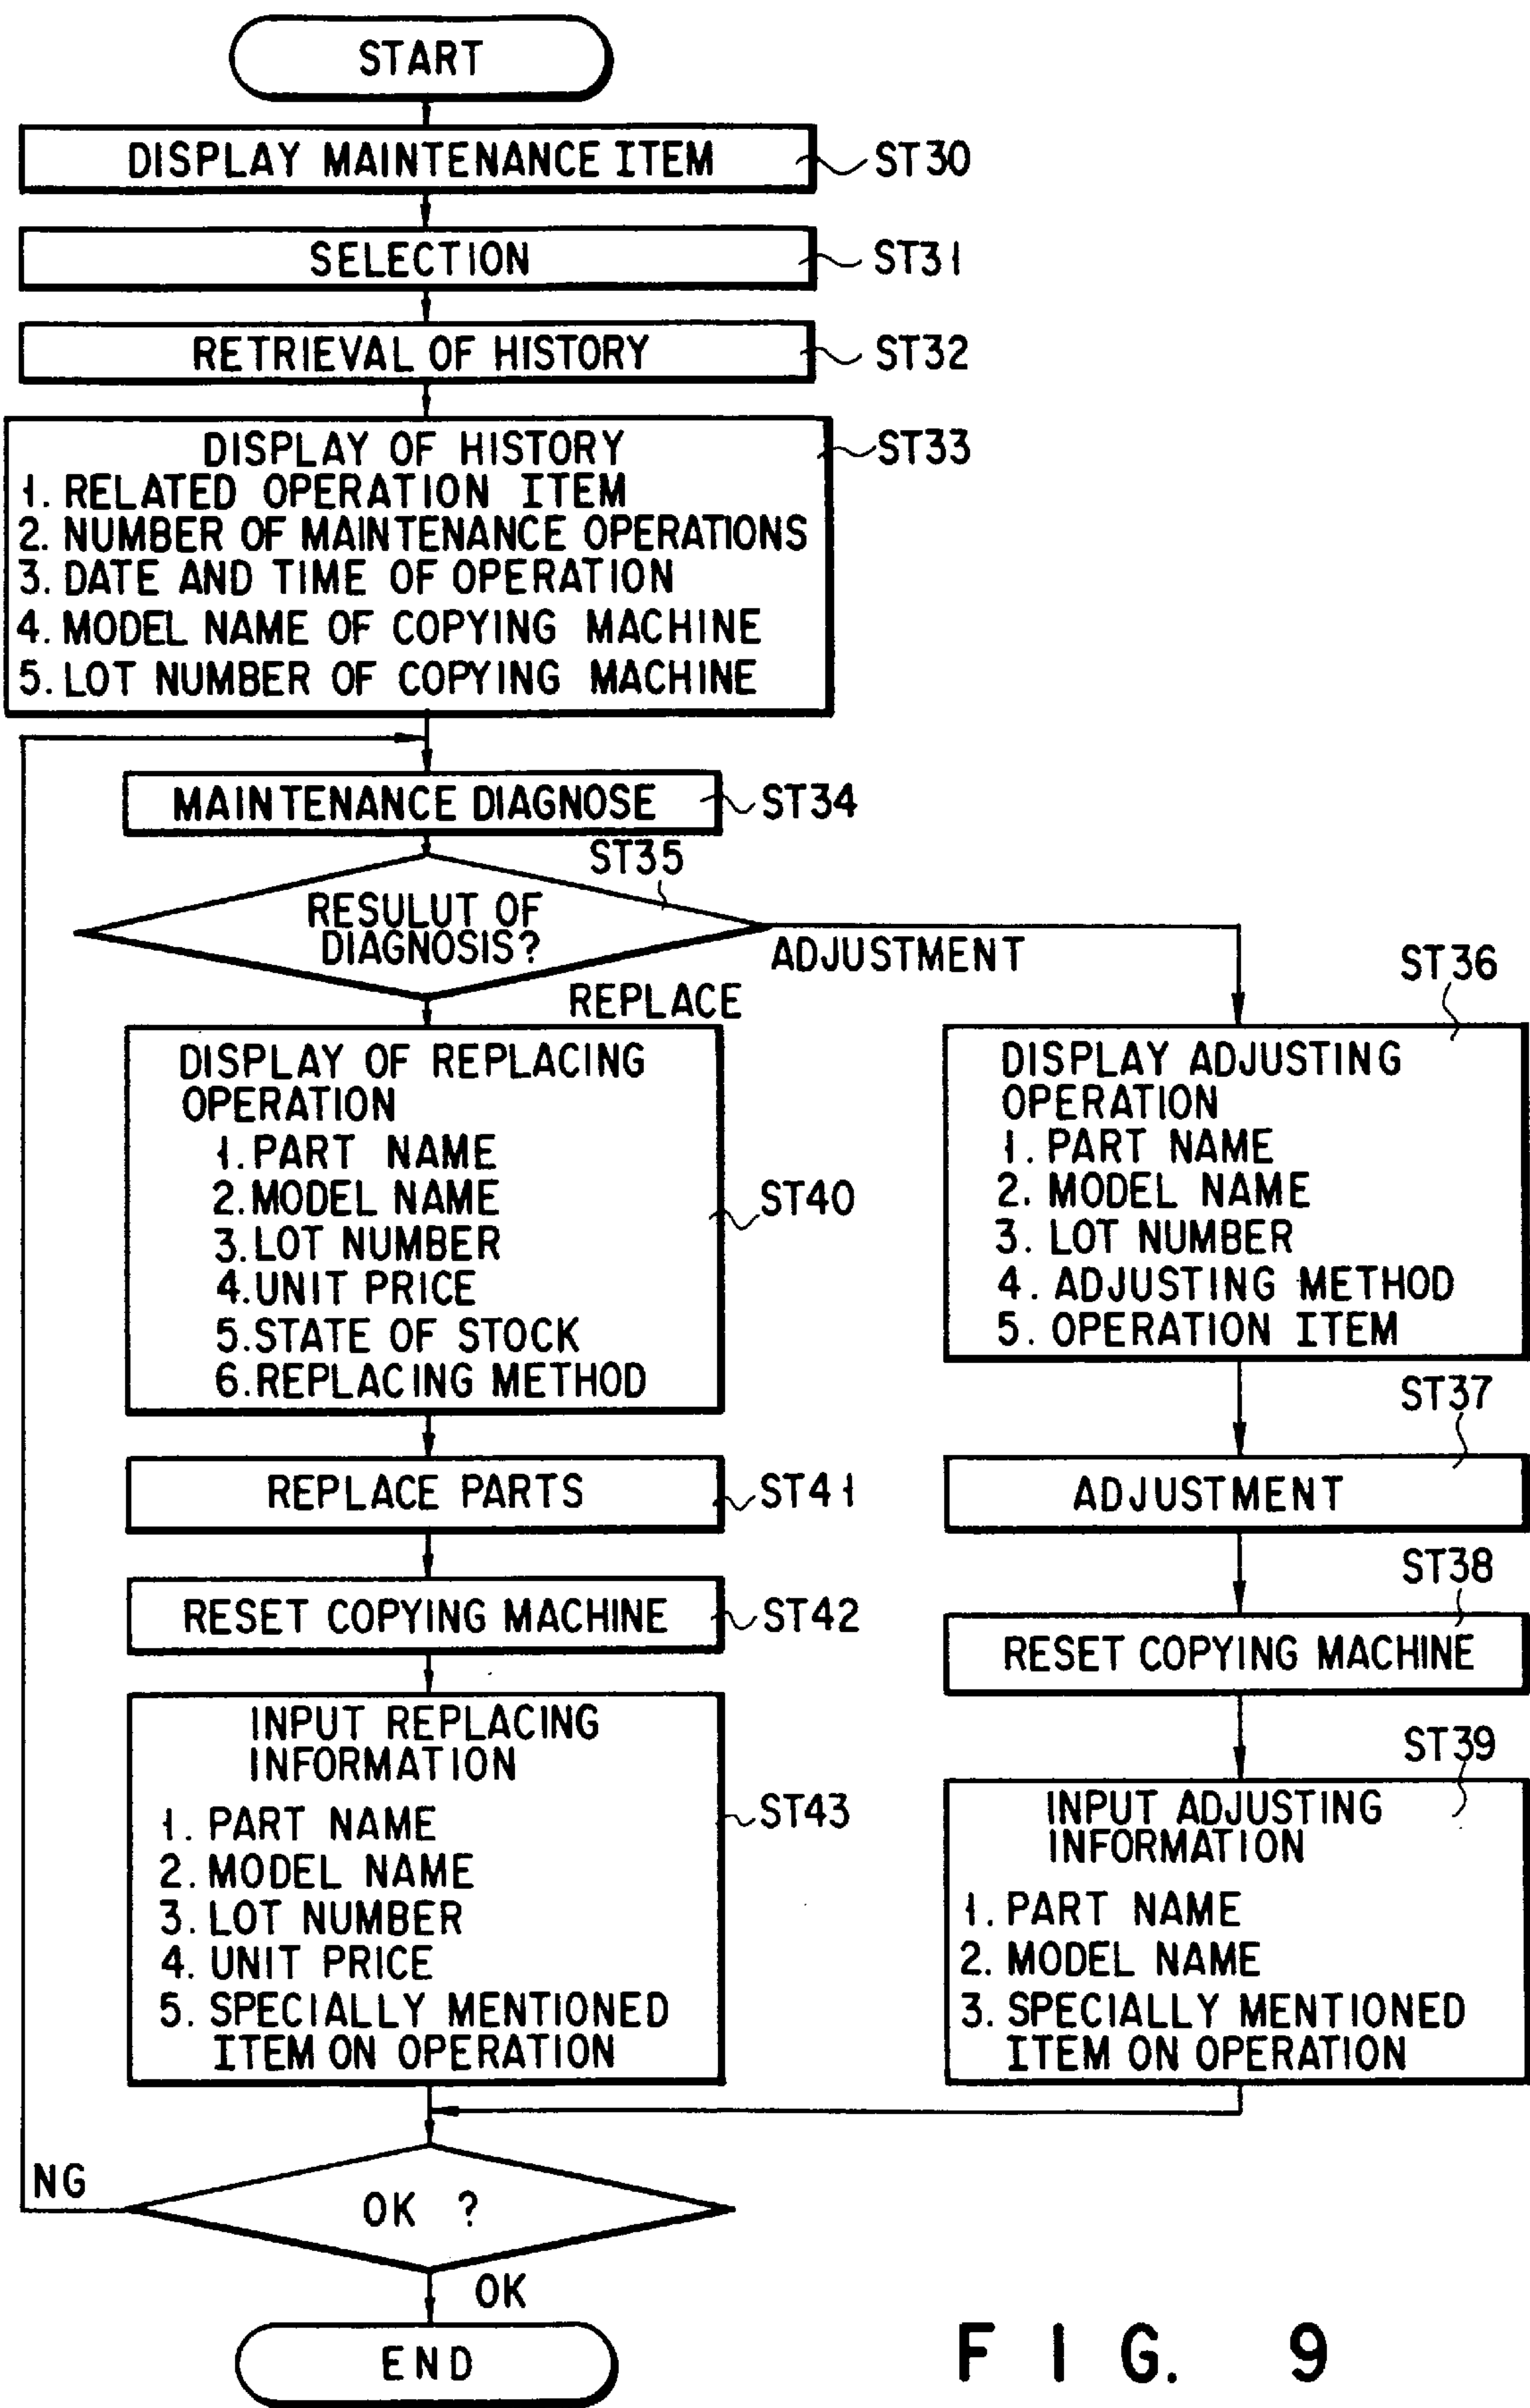 START
DISPLAY MAINTENANCE ITEM
ST30
SELECTION
ST31
RETRIEVAL OF HISTORY
ST32
DISPLAY OF HISTORY
ST33
1. RELATED OPERATION ITEM
2. NUMBER OF MAINTENANCE OPERATIONS
3. DATE AND TIME OF OPERATION
4. MODEL NAME OF COPYING MACHINE
5. LOT NUMBER OF COPYING MACHINE
MAINTENANCE DIAGNOSE
ST34
ST35
RESULUT OF
DIAGNOSIS?
ADJUSTMENT
REPLACE
DISPLAY OF REPLACING
OPERATION
1. PART NAME
2. MODEL NAME
3. LOT NUMBER
4. UNIT PRICE
5. STATE OF STOCK
6. REPLACING METHOD
ST40
REPLACE PARTS
ST41
RESET COPYING MACHINE
ST42
INPUT REPLACING
INFORMATION
1. PART NAME
2. MODEL NAME
3. LOT NUMBER
4. UNIT PRICE
5. SPECIALLY MENTIONED
ITEM ON OPERATION
ST43
ST36
DISPLAY ADJUSTING
OPERATION
1. PART NAME
2. MODEL NAME
3. LOT NUMBER
4. ADJUSTING METHOD
5. OPERATION ITEM
ST37
ADJUSTMENT
ST38
RESET COPYING MACHINE
ST39
INPUT ADJUSTING
INFORMATION
1. PART NAME
2. MODEL NAME
3. SPECIALLY MENTIONED
ITEM ON OPERATION
NG
OK ?
OK
END
FIG. 9